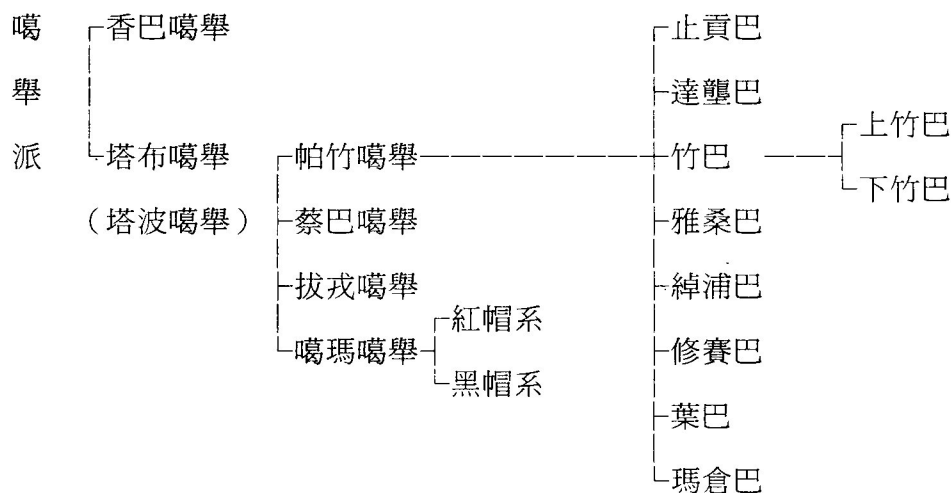 噶舉派
香巴噶舉
塔布噶舉
（塔波噶舉）
帕竹噶舉
蔡巴噶舉
拔戎噶舉
噶瑪噶舉
紅帽系
黑帽系
止貢巴
達壟巴
竹巴
雅桑巴
綽浦巴
修賽巴
葉巴
瑪倉巴
上竹巴
下竹巴